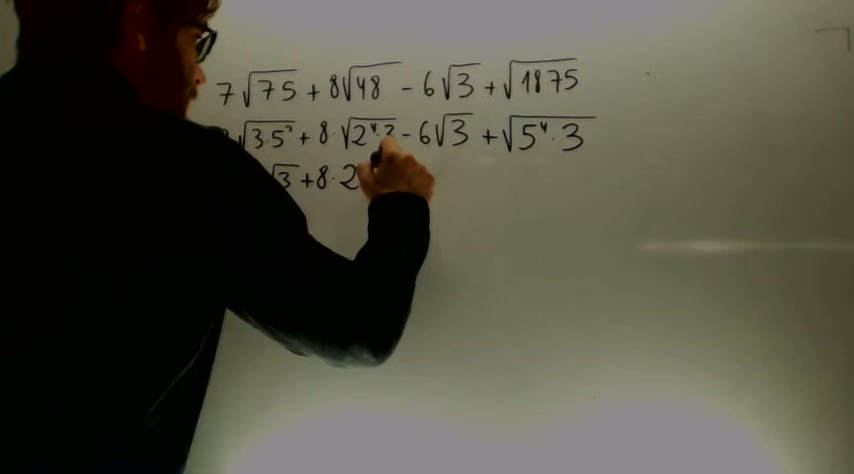 7√75 + 8√48 - 6√3 + √1875
√3·5² + 8·√2⁴·3 - 6√3 + √5⁴·3
√3 + 8·2